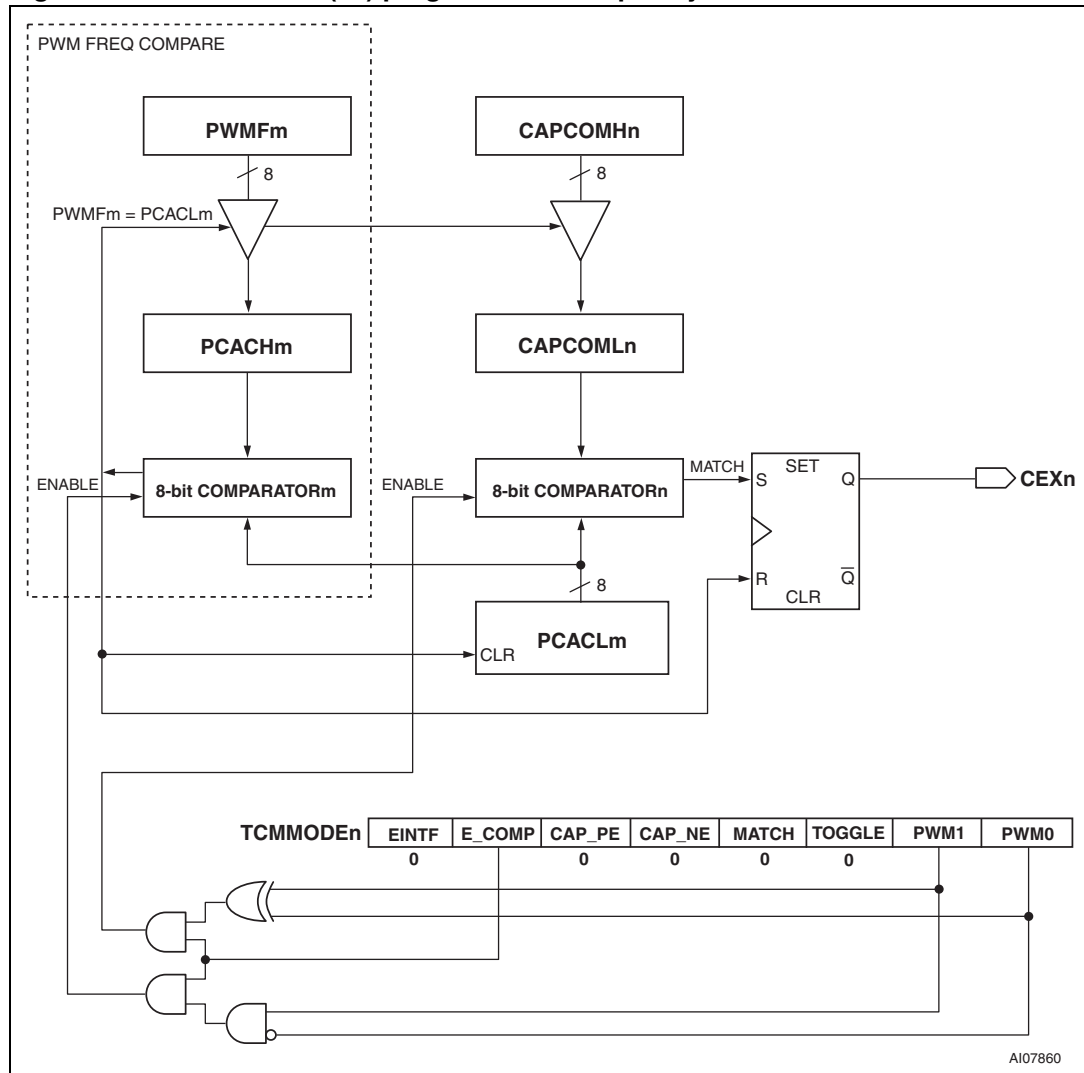 PWM FREQ COMPARE
PWMFm
CAPCOMHn
8
8
PWMFm = PCACLm
PCACHm
CAPCOMLn
ENABLE
8-bit COMPARATORm
ENABLE
8-bit COMPARATORn
MATCH
SET
S
Q
CEXn
R
Q̅
CLR
8
PCACLm
CLR
TCMMODEn
EINTF E_COMP CAP_PE CAP_NE MATCH TOGGLE PWM1 PWM0
0 0 0 0 0
AI07860